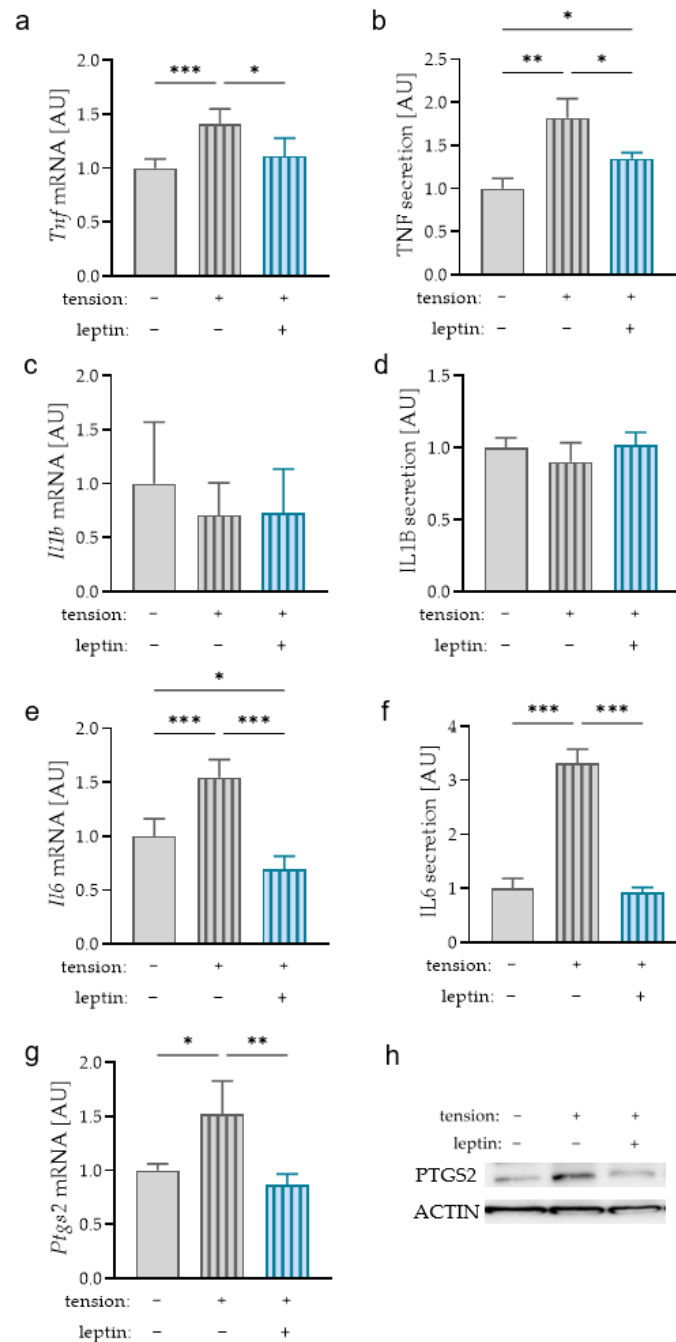 a
Tnf mRNA [AU]
2.0
1.5
1.0
0.5
0.0
*** *
tension: – + +
leptin: – – +
b
TNF secretion [AU]
2.5
2.0
1.5
1.0
0.5
0.0
*
** *
tension: – + +
leptin: – – +
c
Il1b mRNA [AU]
2.0
1.5
1.0
0.5
0.0
tension: – + +
leptin: – – +
d
IL1B secretion [AU]
1.5
1.0
0.5
0.0
tension: – + +
leptin: – – +
e
Il6 mRNA [AU]
2.0
1.5
1.0
0.5
0.0
*
*** ***
tension: – + +
leptin: – – +
f
IL6 secretion [AU]
4
3
2
1
0
*** ***
tension: – + +
leptin: – – +
g
Ptgs2 mRNA [AU]
2.0
1.5
1.0
0.5
0.0
* **
tension: – + +
leptin: – – +
h
tension: – + +
leptin: – – +
PTGS2
ACTIN